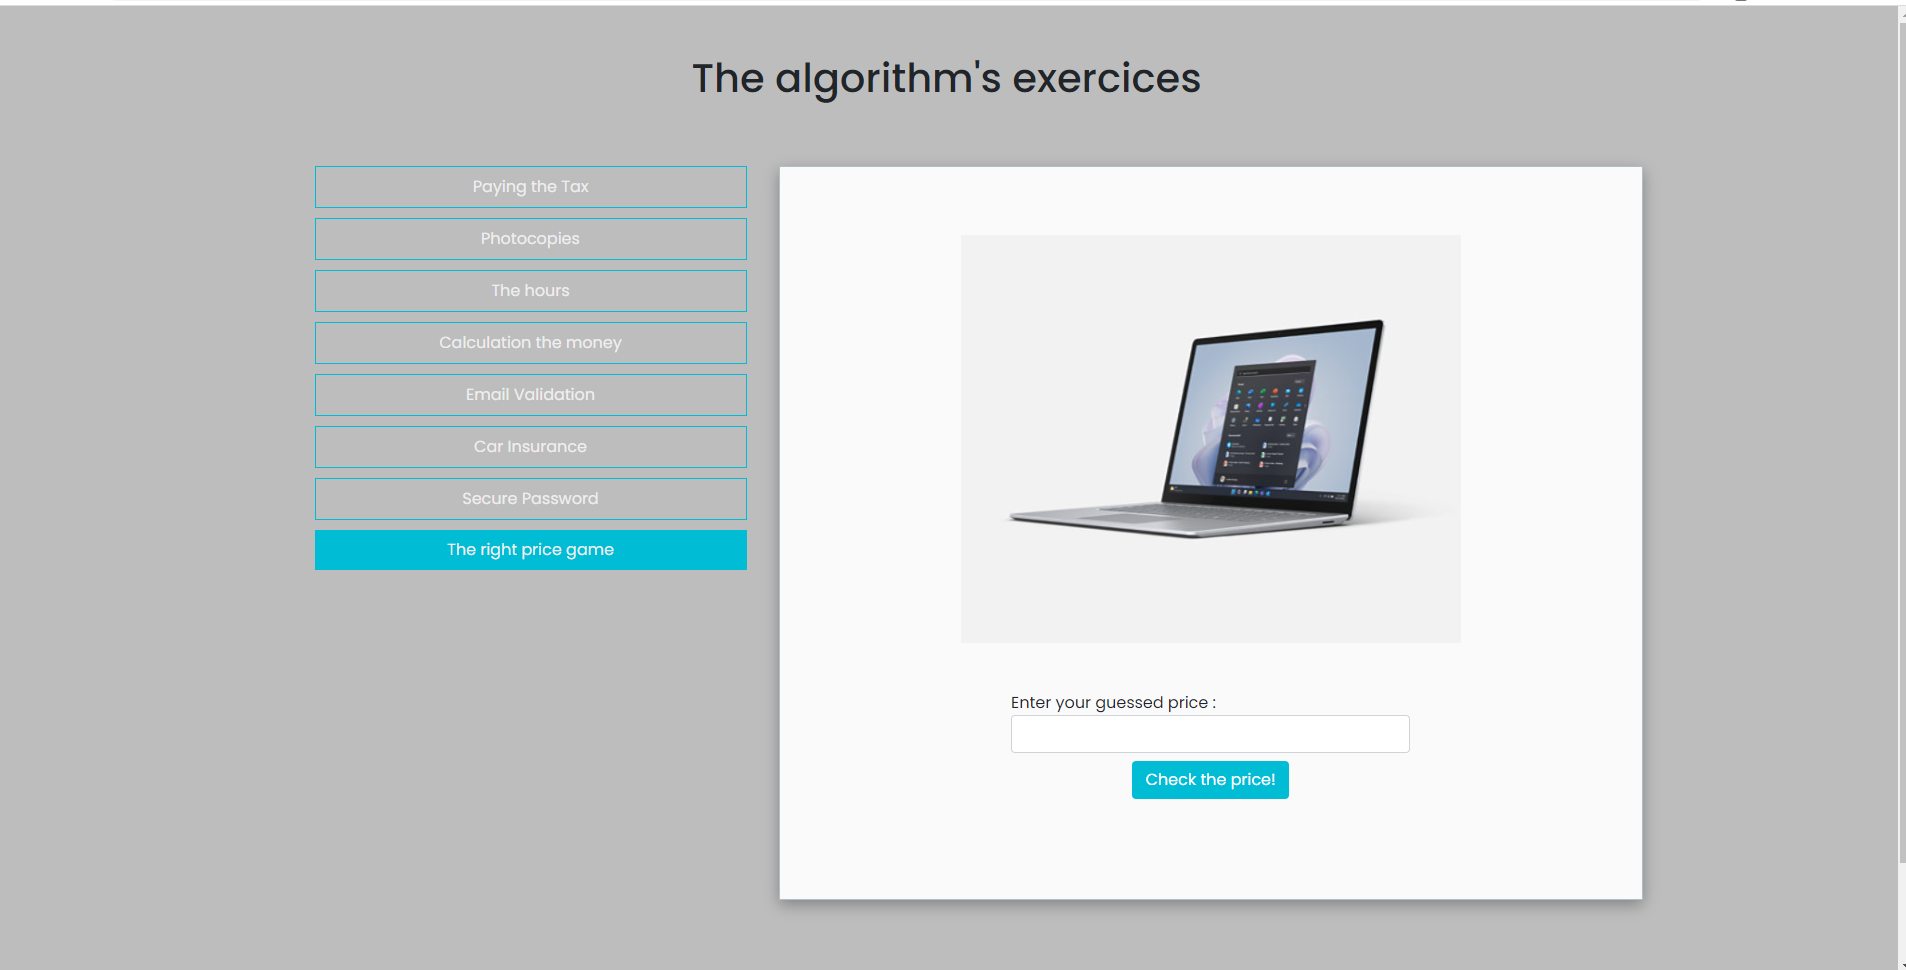 The algorithm's exercices
Paying the Tax
Photocopies
The hours
Calculation the money
Email Validation
Car Insurance
Secure Password
The right price game
Enter your guessed price :
Check the price!